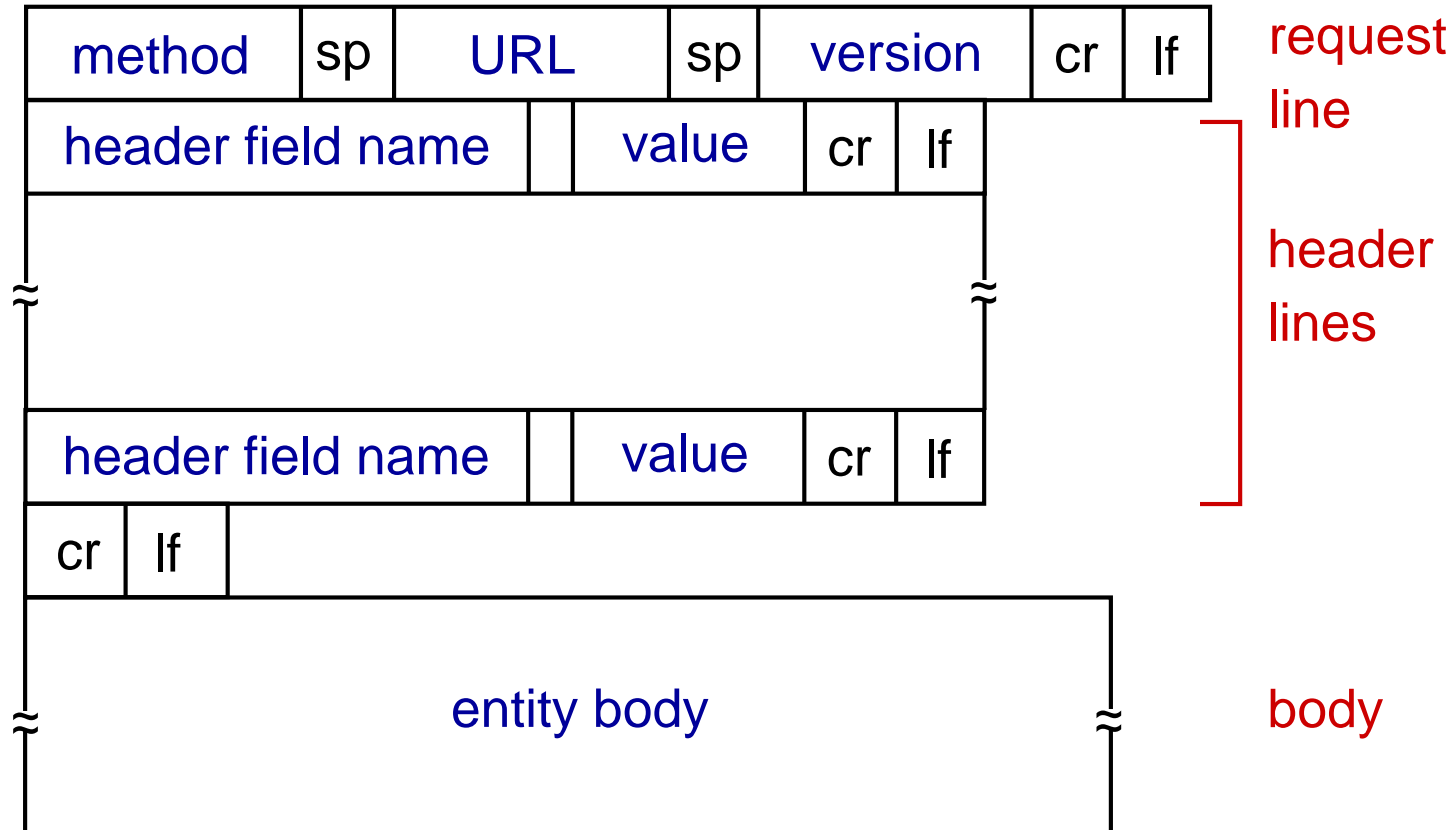 method sp URL sp version cr lf request
line
header field name value cr lf
header
lines
header field name value cr lf
cr lf
entity body body